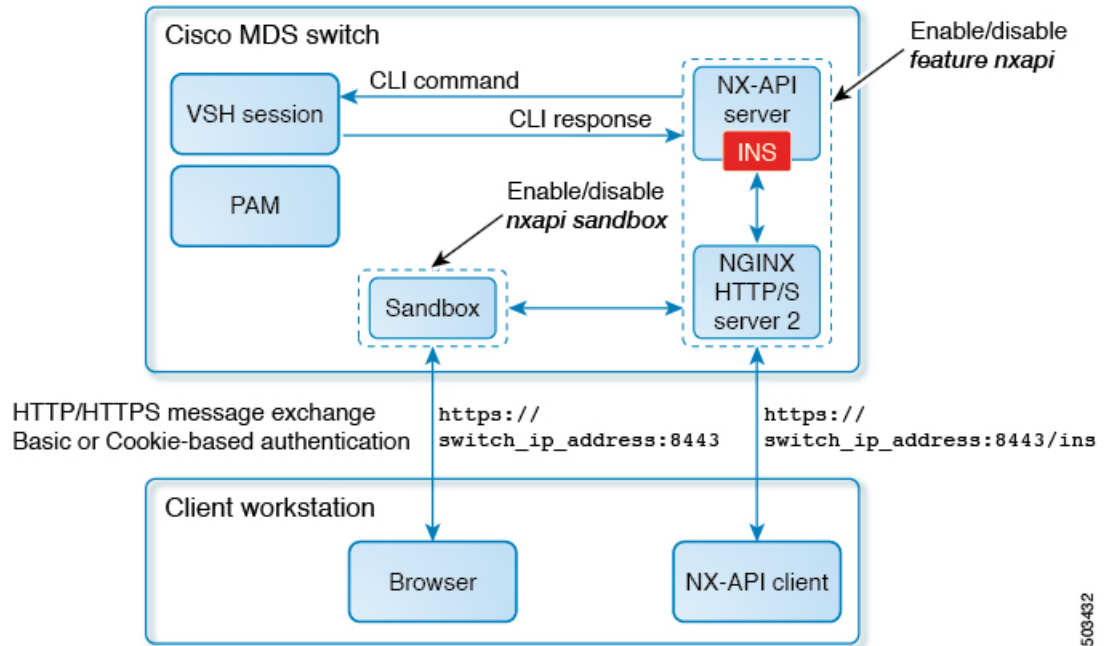 Cisco MDS switch
Enable/disable
feature nxapi
VSH session
CLI command
CLI response
NX-API
server
INS
PAM
Enable/disable
nxapi sandbox
Sandbox
NGINX
HTTP/S
server 2
HTTP/HTTPS message exchange
Basic or Cookie-based authentication
https://
switch_ip_address:8443
https://
switch_ip_address:8443/ins
Client workstation
Browser
NX-API client
503432